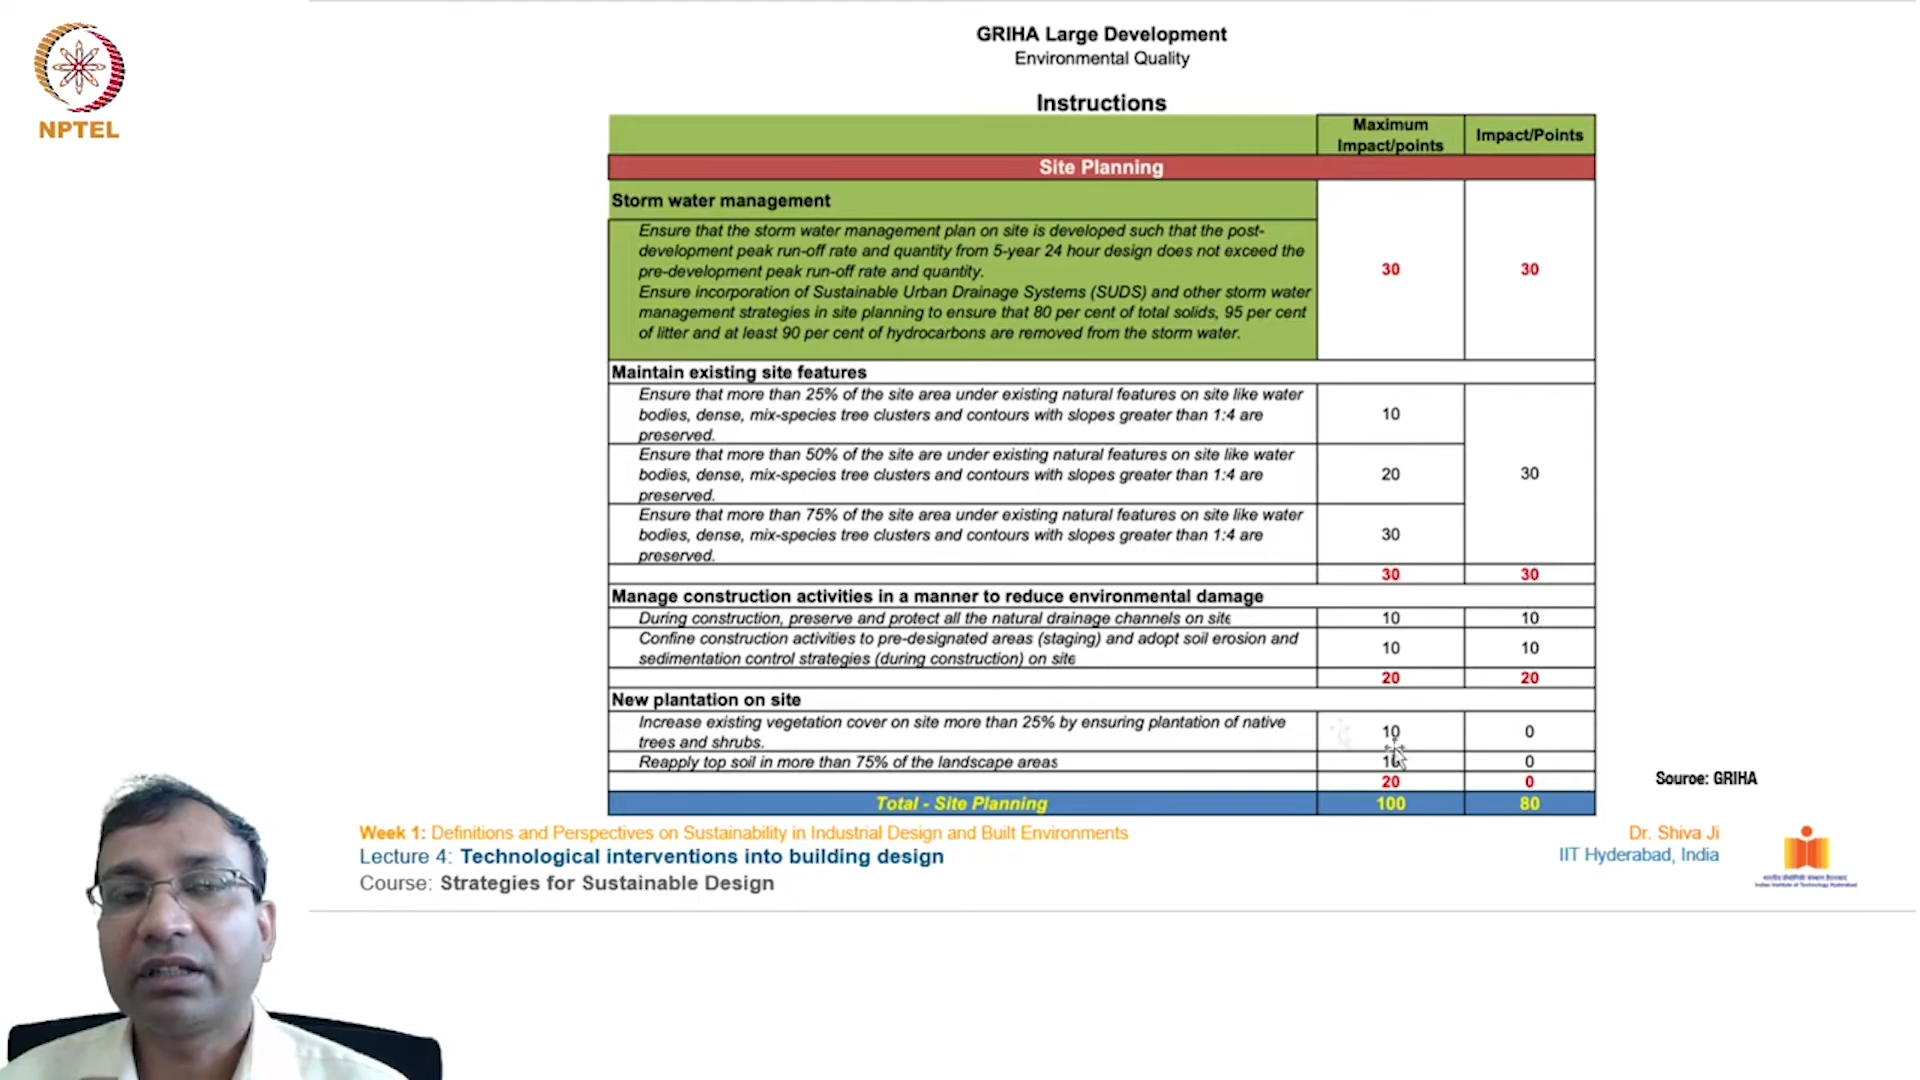 NPTEL
GRIHA Large Development
Environmental Quality
Instructions
Maximum
Impact/points
Impact/Points
Site Planning
Storm water management
Ensure that the storm water management plan on site is developed such that the post-
development peak run-off rate and quantity from 5-year 24 hour design does not exceed the
pre-development peak run-off rate and quantity.
Ensure incorporation of Sustainable Urban Drainage Systems (SUDS) and other storm water
management strategies in site planning to ensure that 80 per cent of total solids, 95 per cent
of litter and at least 90 per cent of hydrocarbons are removed from the storm water.
30
30
Maintain existing site features
Ensure that more than 25% of the site area under existing natural features on site like water
bodies, dense, mix-species tree clusters and contours with slopes greater than 1:4 are
preserved.
10
Ensure that more than 50% of the site are under existing natural features on site like water
bodies, dense, mix-species tree clusters and contours with slopes greater than 1:4 are
preserved.
20
30
Ensure that more than 75% of the site area under existing natural features on site like water
bodies, dense, mix-species tree clusters and contours with slopes greater than 1:4 are
preserved.
30
30
30
Manage construction activities in a manner to reduce environmental damage
During construction, preserve and protect all the natural drainage channels on site
10
10
Confine construction activities to pre-designated areas (staging) and adopt soil erosion and
sedimentation control strategies (during construction) on site
10
10
20
20
New plantation on site
Increase existing vegetation cover on site more than 25% by ensuring plantation of native
trees and shrubs.
10
0
Reapply top soil in more than 75% of the landscape areas
10
0
20
0
Total - Site Planning
100
80
Souroe: GRIHA
Week 1: Definitions and Perspectives on Sustainability in Industrial Design and Built Environments
Lecture 4: Technological interventions into building design
Course: Strategies for Sustainable Design
Dr. Shiva Ji
IIT Hyderabad, India
Indian Institute of Technology Hyderabad